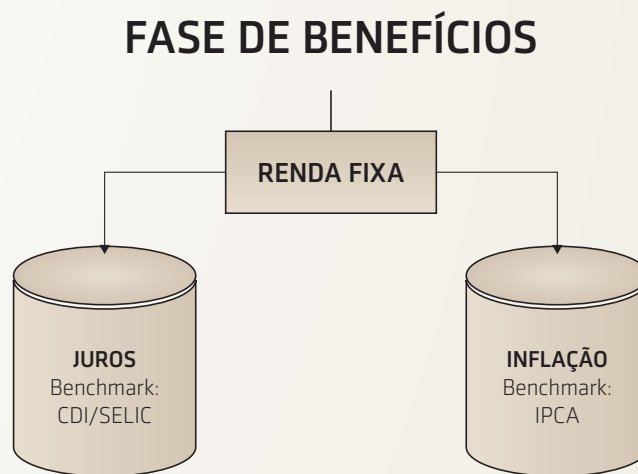 FASE DE BENEFÍCIOS
RENDA FIXA
JUROS
Benchmark:
CDI/SELIC
INFLAÇÃO
Benchmark:
IPCA